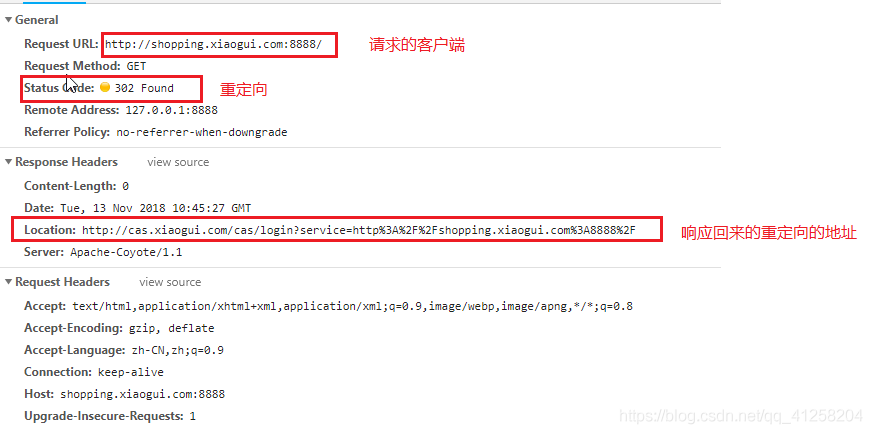 General
Request URL: http://shopping.xiaogui.com:8888/ 请求的客户端
Request Method: GET
Status Code: 302 Found 重定向
Remote Address: 127.0.0.1:8888
Referrer Policy: no-referrer-when-downgrade
Response Headers view source
Content-Length: 0
Date: Tue, 13 Nov 2018 10:45:27 GMT
Location: http://cas.xiaogui.com/cas/login?service=http%3A%2F%2Fshopping.xiaogui.com%3A8888%2F 响应回来的重定向的地址
Server: Apache-Coyote/1.1
Request Headers view source
Accept: text/html,application/xhtml+xml,application/xml;q=0.9,image/webp,image/apng,*/*;q=0.8
Accept-Encoding: gzip, deflate
Accept-Language: zh-CN,zh;q=0.9
Connection: keep-alive
Host: shopping.xiaogui.com:8888
Upgrade-Insecure-Requests: 1
https://blog.csdn.net/qq_41258204